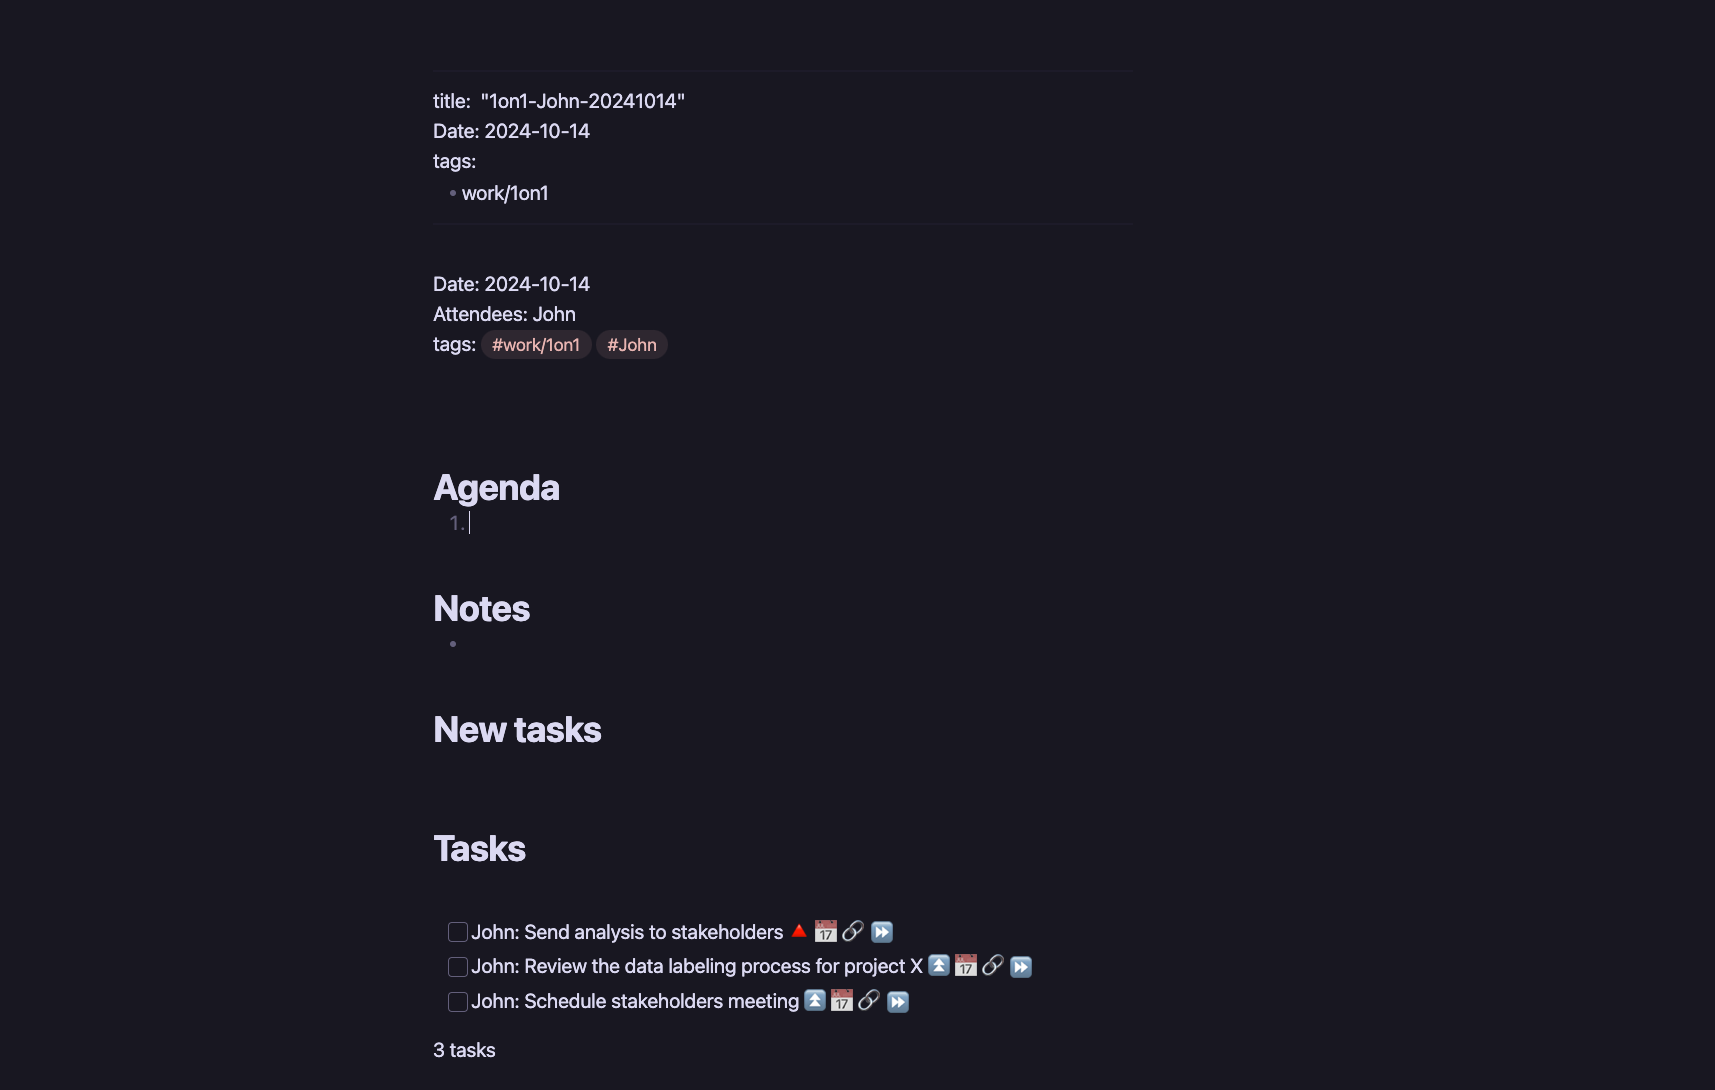 title: "1on1-John-20241014"
Date: 2024-10-14
tags:
• work/1on1
Date: 2024-10-14
Attendees: John
tags: #work/1on1 #John
Agenda
1.
Notes
•
New tasks
Tasks
John: Send analysis to stakeholders 🔺 📅 🔗 ⏩
John: Review the data labeling process for project X ⏫ 📅 🔗 ⏩
John: Schedule stakeholders meeting ⏫ 📅 🔗 ⏩
3 tasks